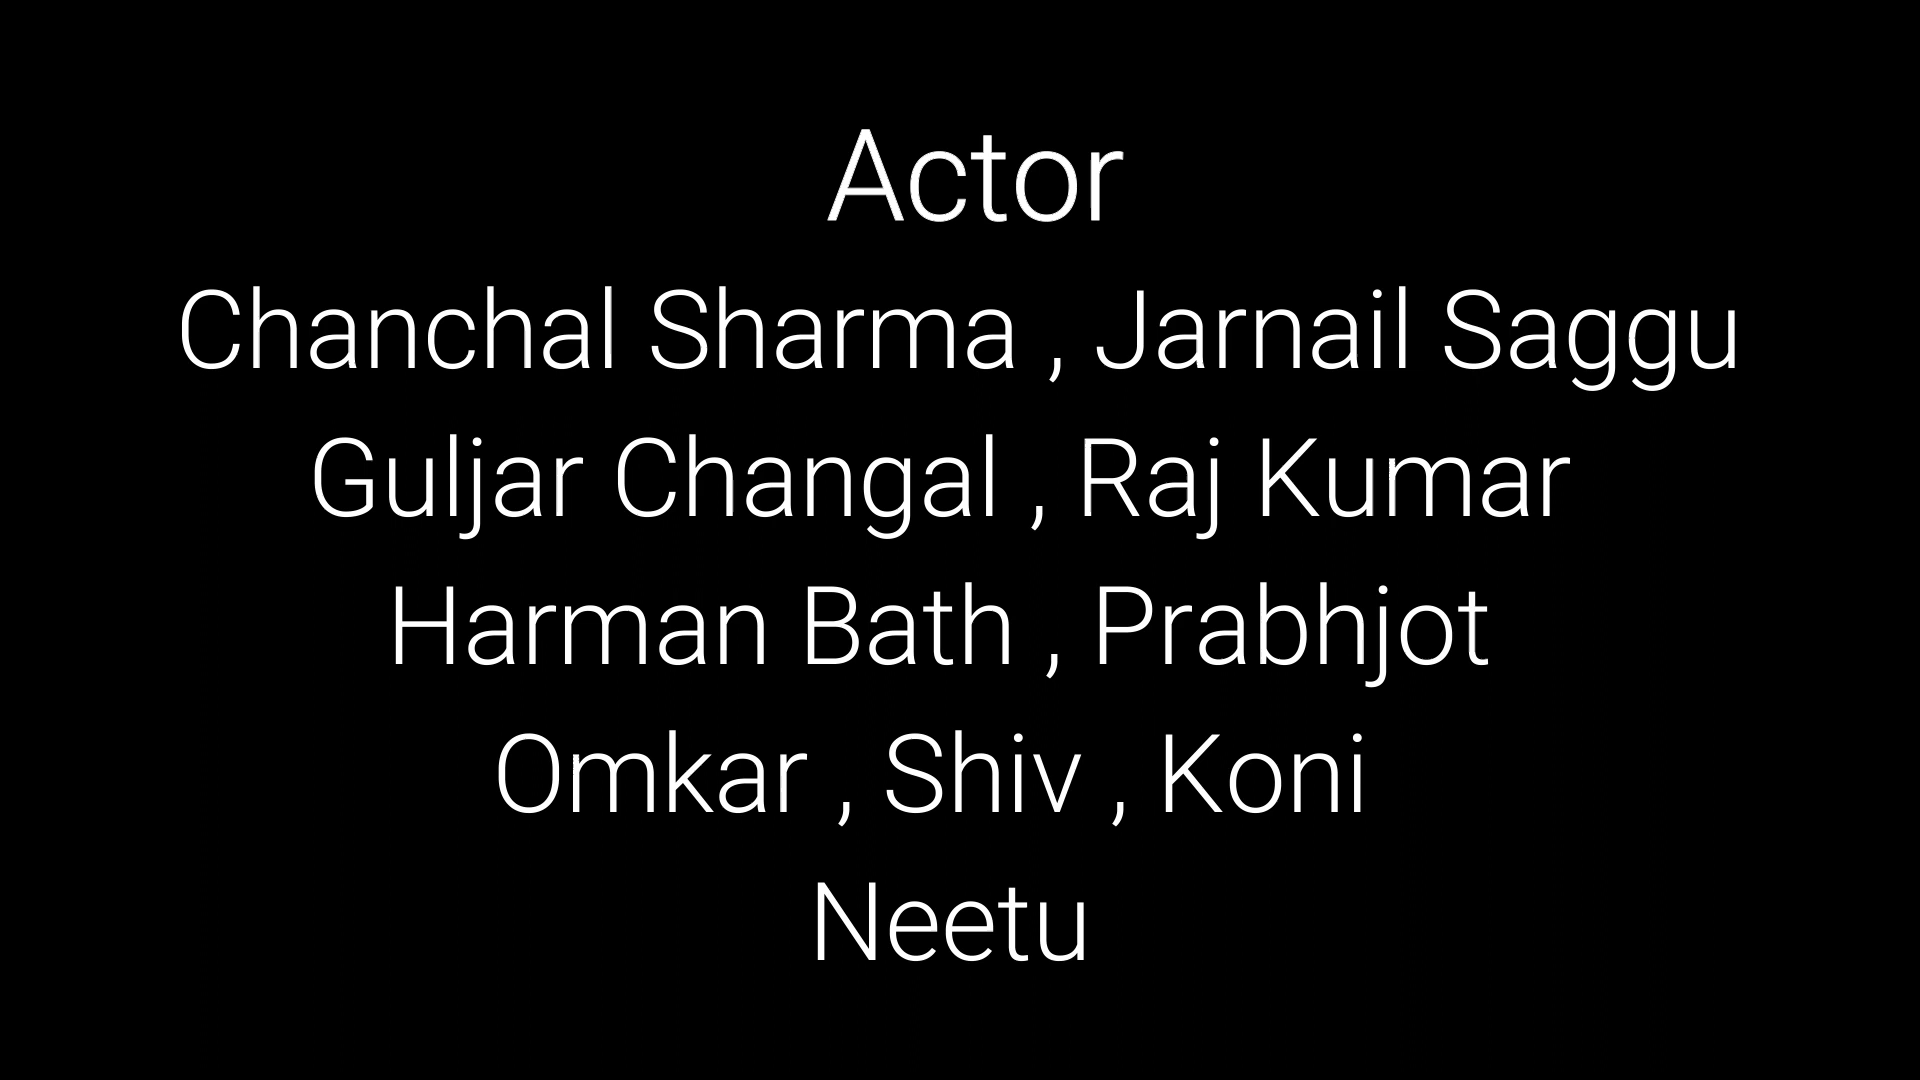 Actor
Chanchal Sharma , Jarnail Saggu
Guljar Changal , Raj Kumar
Harman Bath , Prabhjot
Omkar , Shiv , Koni
Neetu